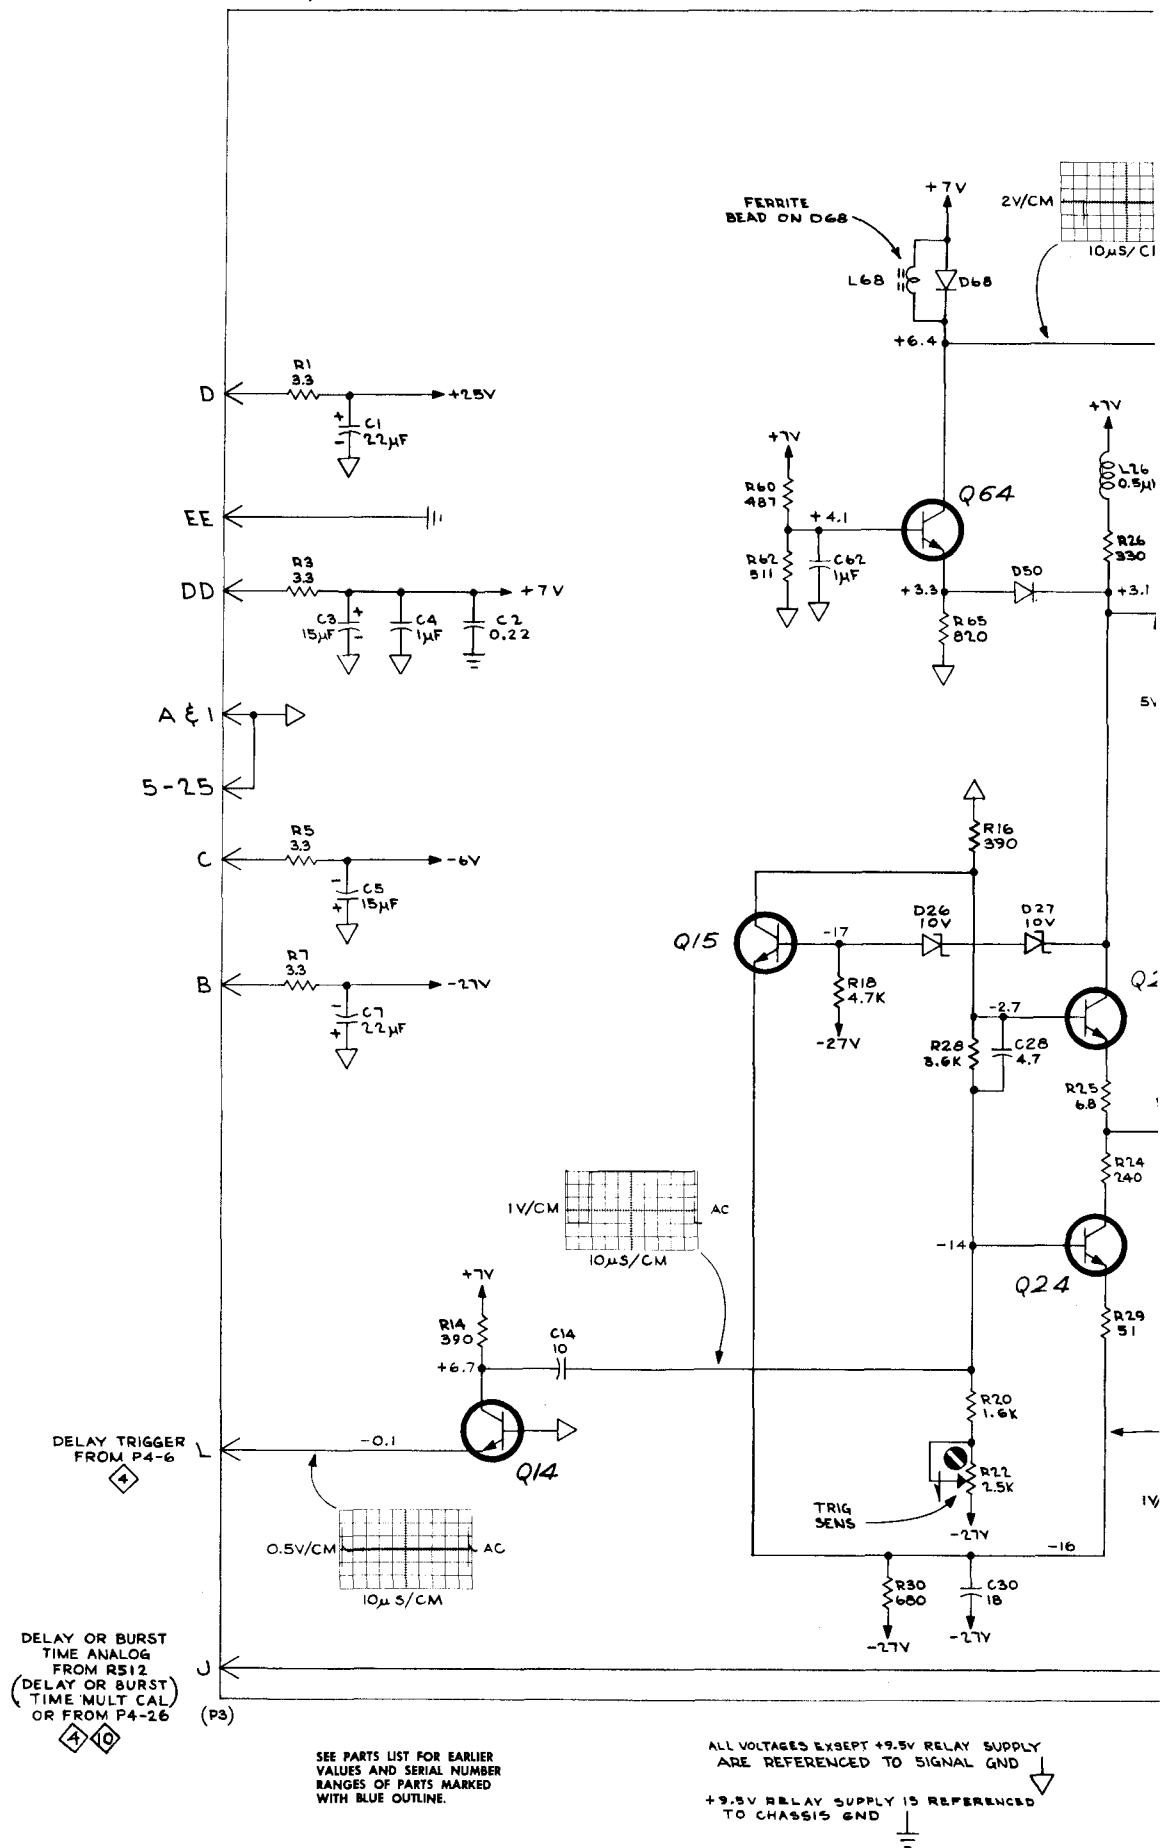 +7V
FERRITE
BEAD ON D68
2V/CM
10µS/C
L68
D68
+6.4
R1
3.3
D
+25V
C1
22µF
+
-
+7V
+7V
L26
R60
487
Q64
+4.1
EE
R62
511
C62
1µF
R26
330
R3
3.3
D50
DD
+7V
+3.3
+3.1
C3
15µF
+
-
C4
1µF
C2
0.22
R65
820
A & 1
5V
5-25
R16
390
R5
3.3
C
-6V
-
+
C5
15µF
D26
10V
D27
10V
Q15
-17
R7
3.3
B
-27V
R18
4.7K
Q2
-
+
C7
22µF
-2.7
-27V
R28
3.6K
C28
4.7
R25
6.8
R24
240
1V/CM
AC
10µS/CM
-14
+7V
Q24
R14
390
C14
10
R29
51
+6.7
R20
1.6K
DELAY TRIGGER
FROM P4-6
L
-0.1
4
Q14
R22
2.5K
TRIG
SENS
-27V
1V/
0.5V/CM
AC
-16
10µS/CM
R30
680
C30
18
-27V
-27V
DELAY OR BURST
TIME ANALOG
FROM R512
(DELAY OR BURST)
TIME MULT CAL
OR FROM P4-26
J
4
10
(P3)
SEE PARTS LIST FOR EARLIER
VALUES AND SERIAL NUMBER
RANGES OF PARTS MARKED
WITH BLUE OUTLINE.
ALL VOLTAGES EXSEPT +9.5V RELAY SUPPLY
ARE REFERENCED TO SIGNAL GND
+9.5V RELAY SUPPLY IS REFERENCED
TO CHASSIS GND